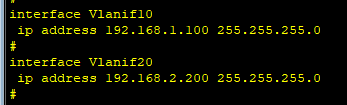 #
interface Vlanif10
 ip address 192.168.1.100 255.255.255.0
#
interface Vlanif20
 ip address 192.168.2.200 255.255.255.0
#